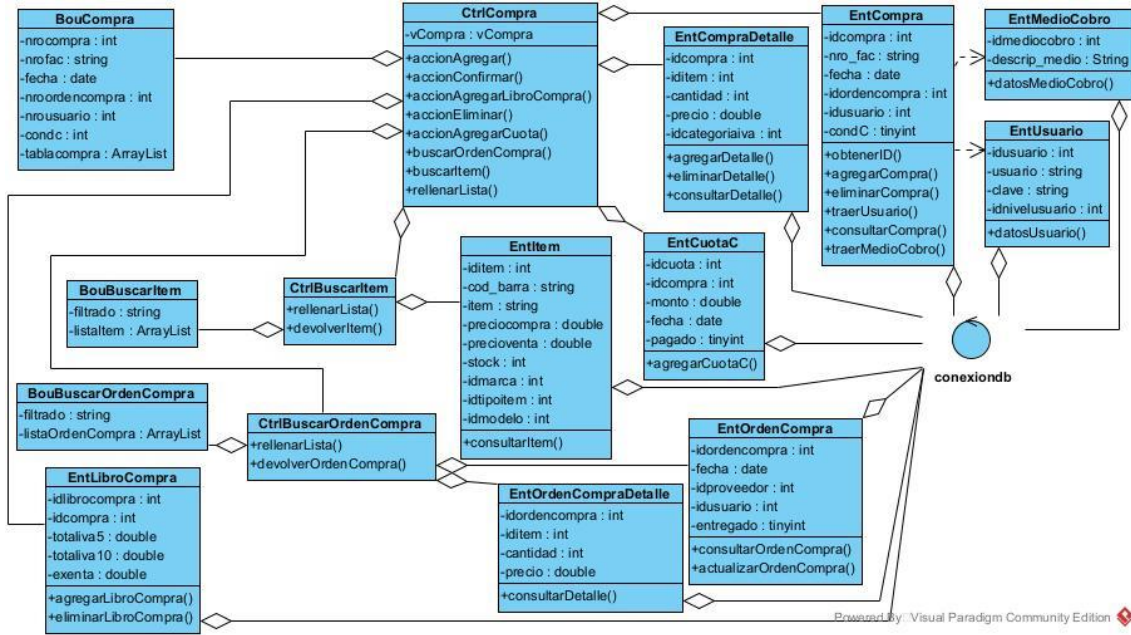 BouCompra
-nrocompra : int
-nrofac : string
-fecha : date
-nroordencompra : int
-nrousuario : int
-condc : int
-tablacompra : ArrayList
CtrlCompra
-vCompra : vCompra
+accionAgregar()
+accionConfirmar()
+accionAgregarLibroCompra()
+accionEliminar()
+accionAgregarCuota()
+buscarOrdenCompra()
+buscarItem()
+rellenarLista()
EntCompraDetalle
-idcompra : int
-iditem : int
-cantidad : int
-precio : double
-idcategoriaiva : int
+agregarDetalle()
+eliminarDetalle()
+consultarDetalle()
EntCompra
-idcompra : int
-nro_fac : string
-fecha : date
-idordencompra : int
-idusuario : int
-condC : tinyint
+obtenerID()
+agregarCompra()
+eliminarCompra()
+traerUsuario()
+consultarCompra()
+traerMedioCobro()
EntMedioCobro
-idmediocobro : int
-descrip_medio : String
+datosMedioCobro()
EntUsuario
-idusuario : int
-usuario : string
-clave : string
-idnivelusuario : int
+datosUsuario()
EntItem
-iditem : int
-cod_barra : string
-item : string
-preciocompra : double
-precioventa : double
-stock : int
-idmarca : int
-idtipoitem : int
-idmodelo : int
+consultarItem()
EntCuotaC
-idcuota : int
-idcompra : int
-monto : double
-fecha : date
-pagado : tinyint
+agregarCuotaC()
BouBuscarItem
-filtrado : string
-listaItem : ArrayList
CtrlBuscarItem
+rellenarLista()
+devolverItem()
conexiondb
BouBuscarOrdenCompra
-filtrado : string
-listaOrdenCompra : ArrayList
CtrlBuscarOrdenCompra
+rellenarLista()
+devolverOrdenCompra()
EntOrdenCompra
-idordencompra : int
-fecha : date
-idproveedor : int
-idusuario : int
-entregado : tinyint
+consultarOrdenCompra()
+actualizarOrdenCompra()
EntLibroCompra
-idlibrocompra : int
-idcompra : int
-totaliva5 : double
-totaliva10 : double
-exenta : double
+agregarLibroCompra()
+eliminarLibroCompra()
EntOrdenCompraDetalle
-idordencompra : int
-iditem : int
-cantidad : int
-precio : double
+consultarDetalle()
Powered By Visual Paradigm Community Edition